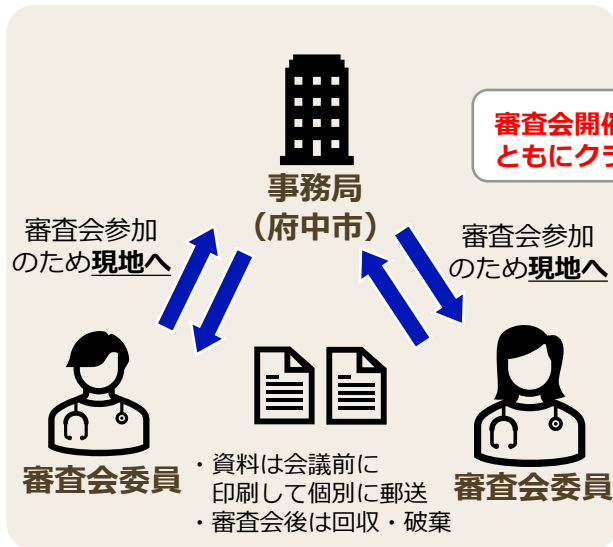 審査会開催
ともにクラ
事務局
（府中市）
審査会参加
のため現地へ
審査会参加
のため現地へ
審査会委員
・資料は会議前に
印刷して個別に郵送
・審査会後は回収・破棄
審査会委員